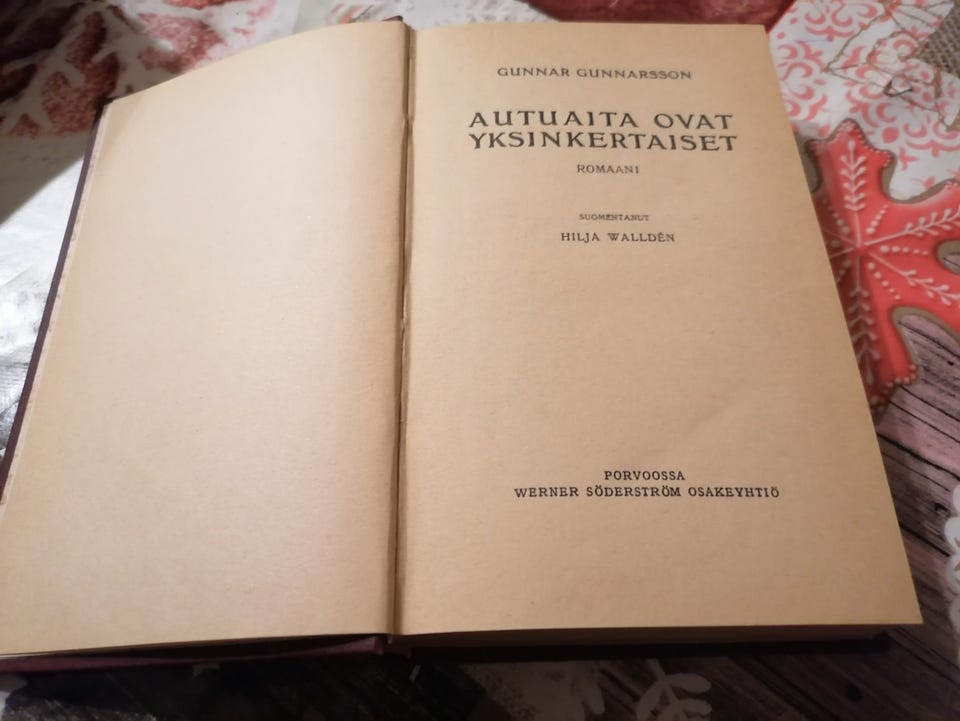 GUNNAR GUNNARSSON
AUTUAITA OVAT
YKSINKERTAISET
ROMAANI
SUOMENTANUT
HILJA WALLDÉN
PORVOOSSA
WERNER SÖDERSTRÖM OSAKEYHTIÖ